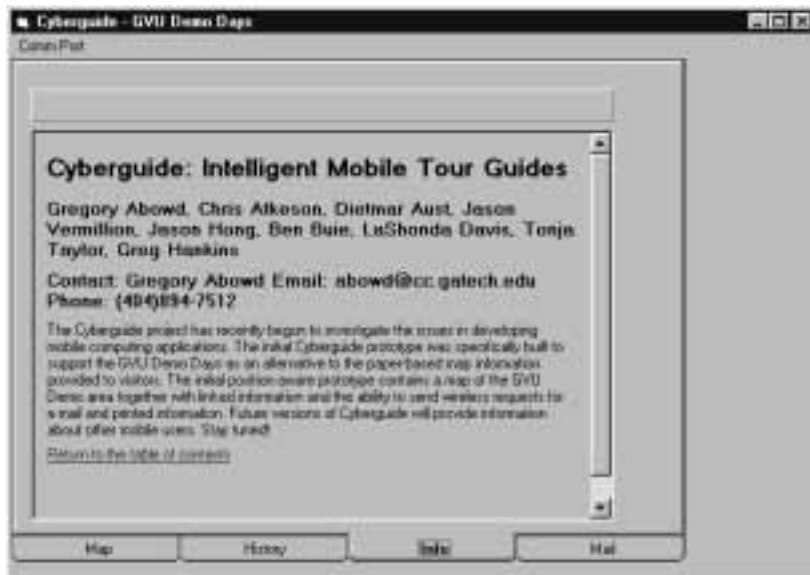 Cyberguide - GVU Demo Days
Comm Port
Cyberguide: Intelligent Mobile Tour Guides
Gregory Abowd, Chris Atkeson, Dietmar Aust, Jason
Vermillion, Jason Hong, Ben Buie, LaShonda Davis, Tonja
Taylor, Greg Hankins
Contact: Gregory Abowd Email: abowd@cc.gatech.edu
Phone: (404)894-7512
The Cyberguide project has recently begun to investigate the issues in developing
mobile computing applications. The initial Cyberguide prototype was specifically built to
support the GVU Demo Days as an alternative to the paper-based map information
provided to visitors. The initial position-aware prototype contains a map of the GVU
Demo area together with linked information and the ability to send wireless requests for
e-mail and printed information. Future versions of Cyberguide will provide information
about other mobile users. Stay tuned!
Return to the table of contents
Map History Info Mail